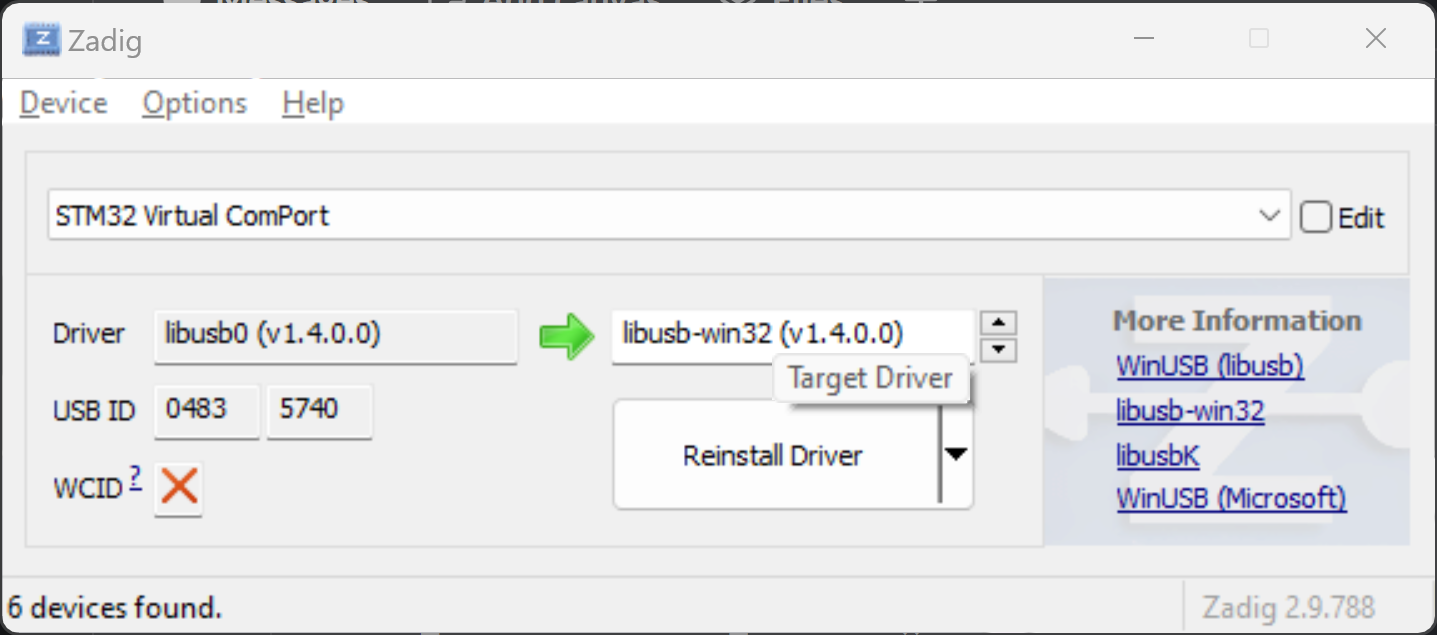 Zadig
Device Options Help
STM32 Virtual ComPort
Edit
Driver libusb0 (v1.4.0.0) libusb-win32 (v1.4.0.0)
Target Driver
USB ID 0483 5740
WCID ?
Reinstall Driver
More Information
WinUSB (libusb)
libusb-win32
libusbK
WinUSB (Microsoft)
6 devices found.
Zadig 2.9.788